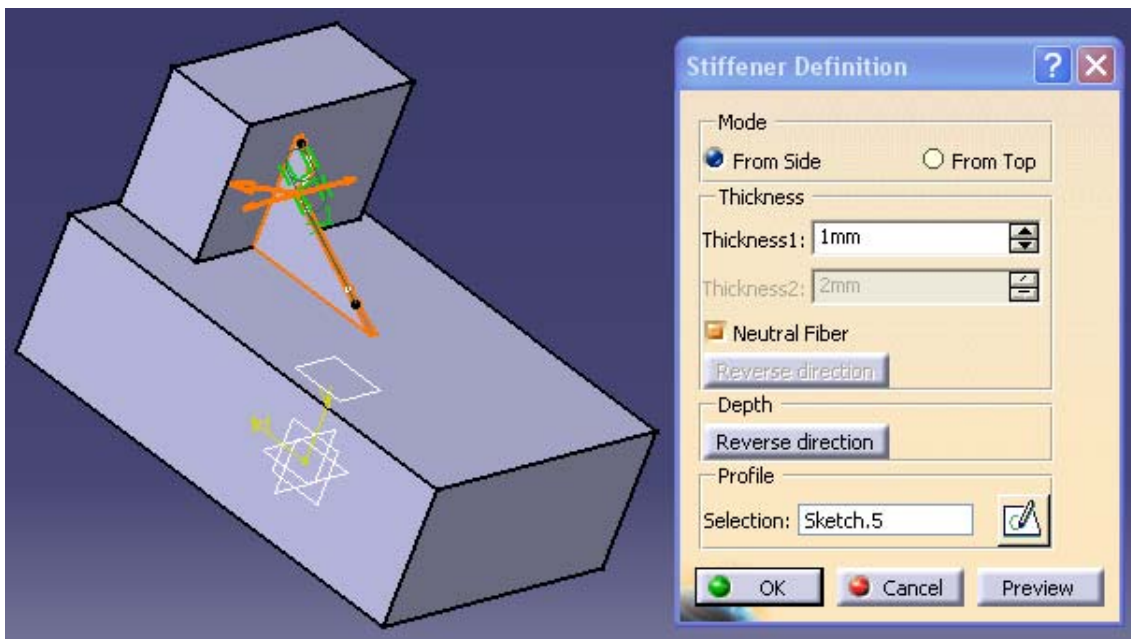 Stiffener Definition
?
Mode
From Side
From Top
Thickness
Thickness1: 1mm
Thickness2: 2mm
Neutral Fiber
Reverse direction
Depth
Reverse direction
Profile
Selection: Sketch.5
OK
Cancel
Preview